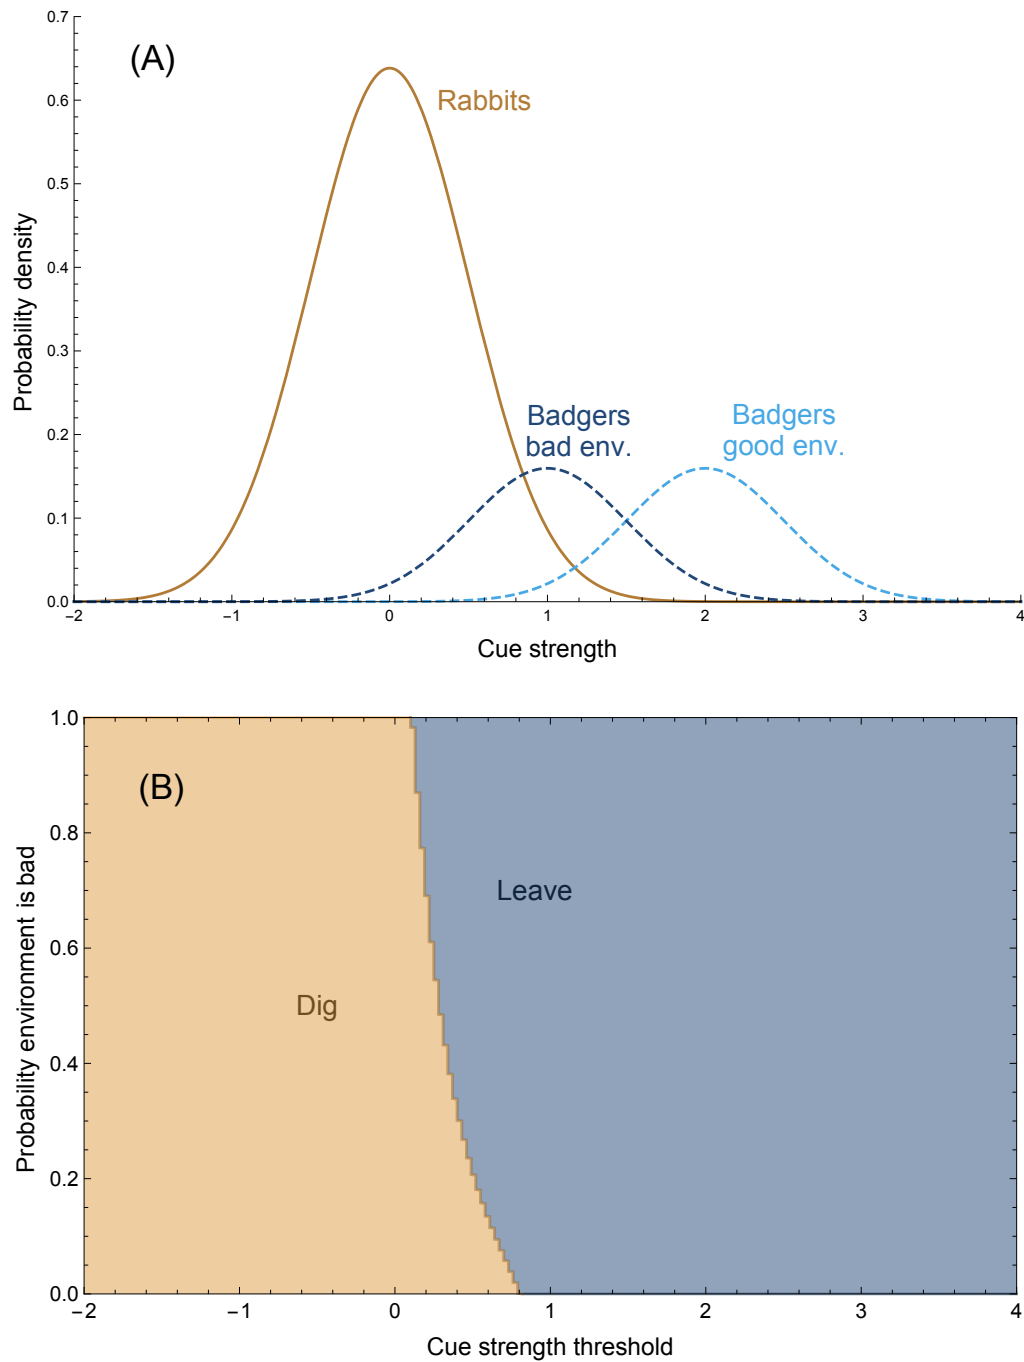 0.7
(A)
Rabbits
0.6
0.5
0.4
0.3
0.2
0.1
0.0
Probability density
Badgers
bad env.
Badgers
good env.
−2
−1
0
1
2
3
4
Cue strength
1.0
(B)
0.8
0.6
0.4
0.2
0.0
Probability environment is bad
Leave
Dig
−2
−1
0
1
2
3
4
Cue strength threshold